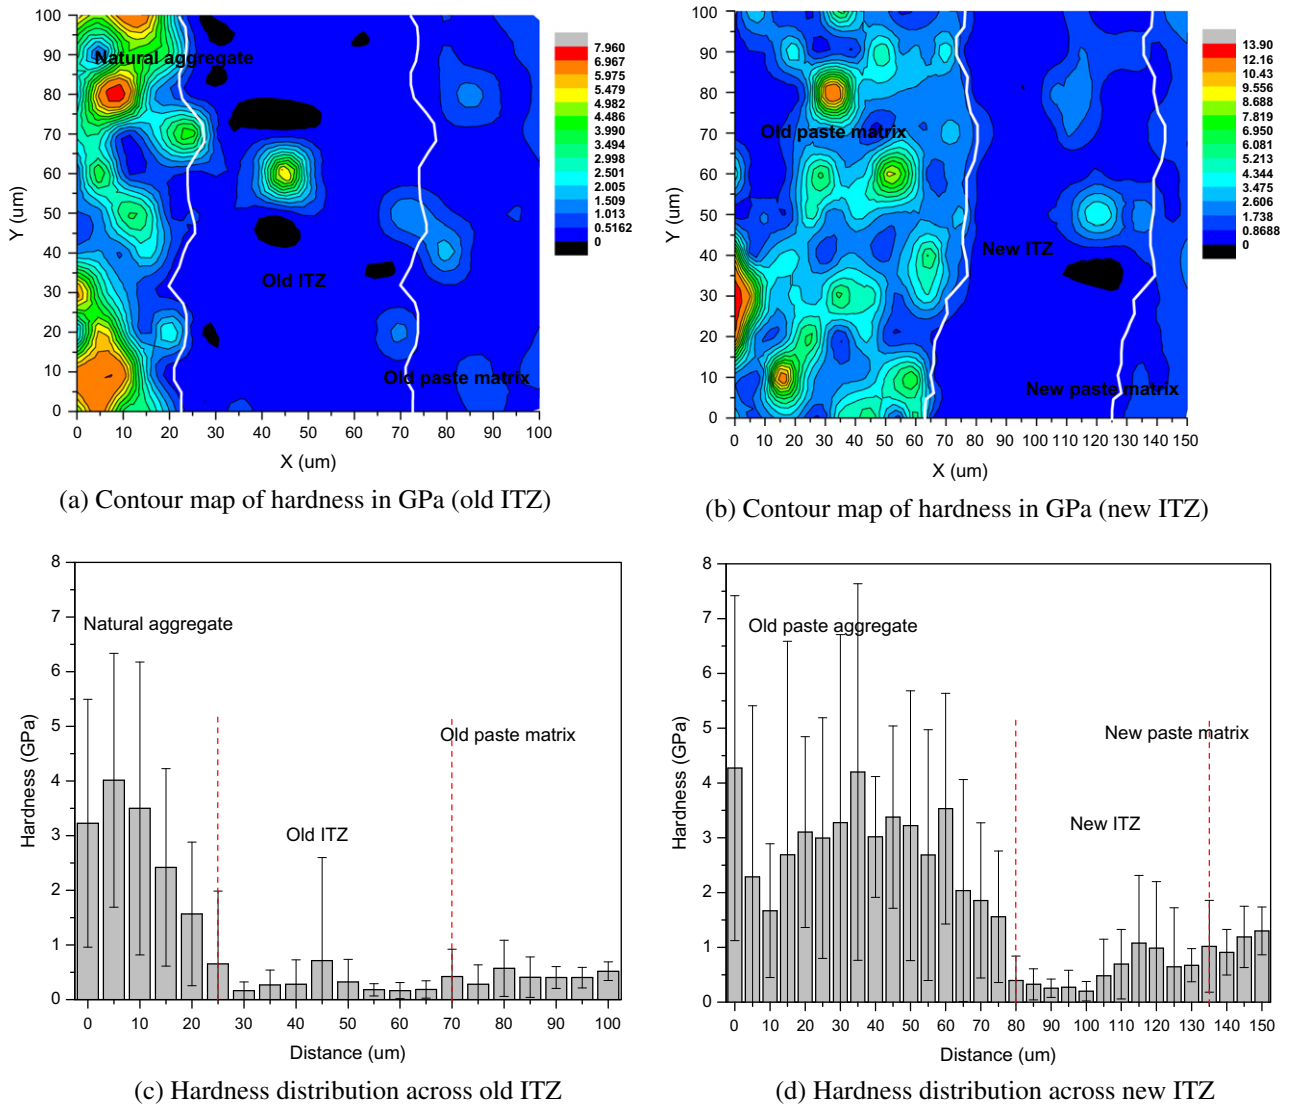 100
90
80
70
60
50
40
30
20
10
0
Y (um)
Natural aggregate
Old ITZ
Old paste matrix
0 10 20 30 40 50 60 70 80 90 100
X (um)
7.960
6.967
5.975
5.479
4.982
4.486
3.990
3.494
2.998
2.501
2.005
1.509
1.013
0.5162
0
(a) Contour map of hardness in GPa (old ITZ)
100
90
80
70
60
50
40
30
20
10
0
Y (um)
Old paste matrix
New ITZ
New paste matrix
0 10 20 30 40 50 60 70 80 90 100 110 120 130 140 150
X (um)
13.90
12.16
10.43
9.556
8.688
7.819
6.950
6.081
5.213
4.344
3.475
2.606
1.738
0.8688
0
(b) Contour map of hardness in GPa (new ITZ)
8
7
6
5
4
3
2
1
0
Hardness (GPa)
Natural aggregate
Old paste matrix
Old ITZ
0 10 20 30 40 50 60 70 80 90 100
Distance (um)
(c) Hardness distribution across old ITZ
8
7
6
5
4
3
2
1
0
Hardness (GPa)
Old paste aggregate
New paste matrix
New ITZ
0 10 20 30 40 50 60 70 80 90 100 110 120 130 140 150
Distance (um)
(d) Hardness distribution across new ITZ